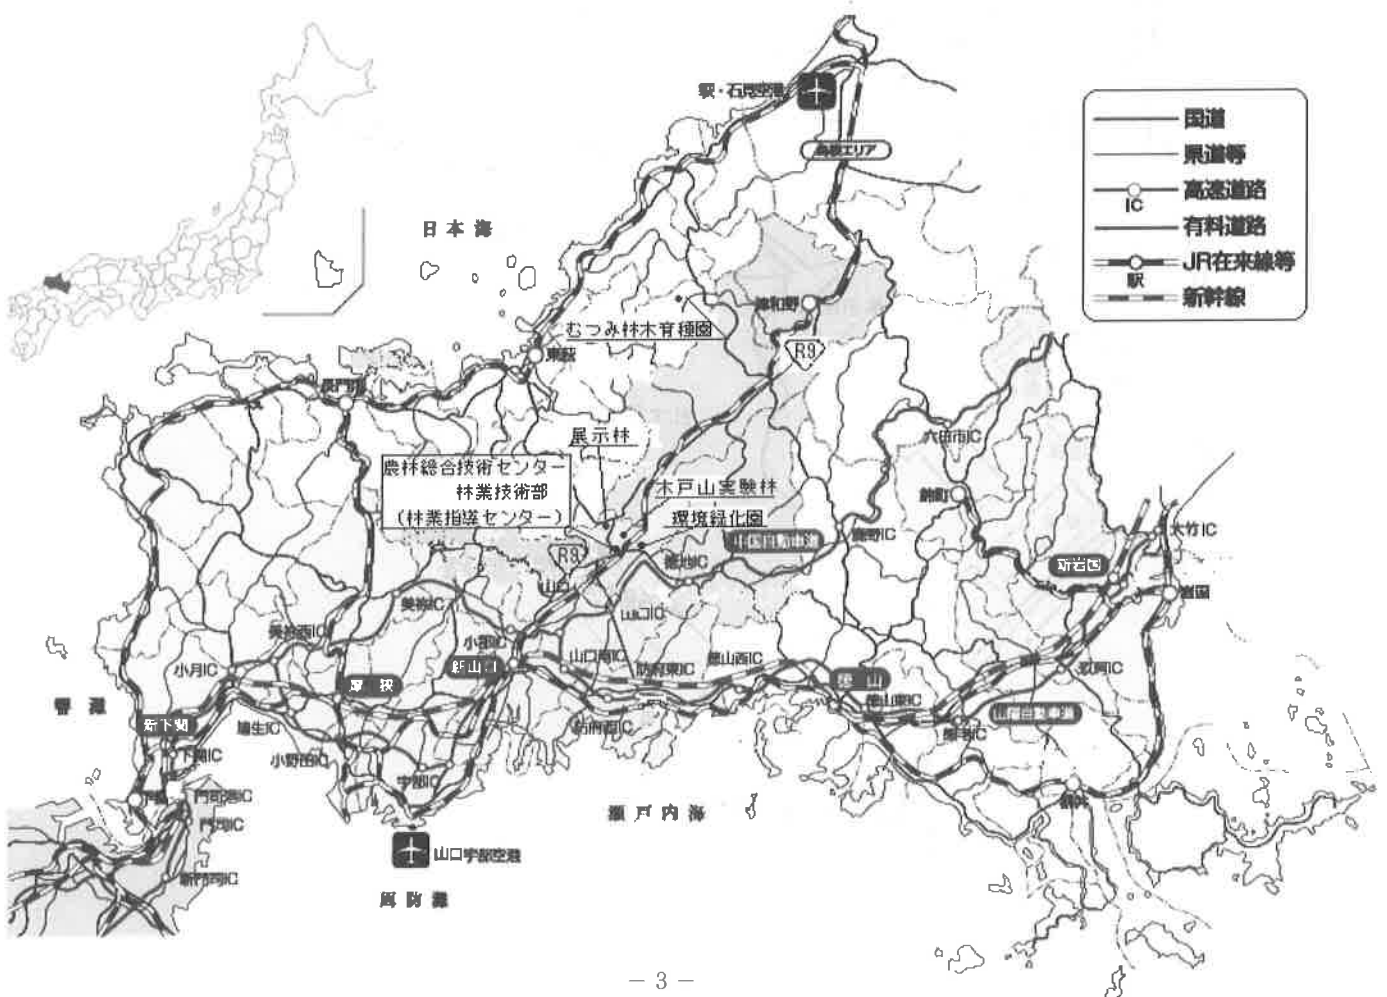 萩・石見空港
国道
島根エリア
県道等
高速道路
IC
日本海
有料道路
JR在来線等
駅
新幹線
津和野
むつみ林木育種園
R9
東萩
長門市
展示林
六日市IC
農林総合技術センター
林業技術部
(林業指導センター)
木戸山実験林
環境緑化園
錦町
中国自動車道
鹿野IC
大竹IC
R9
徳地IC
新岩国
山口
岩国
美祢IC
山口IC
美祢西IC
小郡IC
小月IC
新山口
山口南IC
防府東IC
徳山西IC
玖珂IC
厚狭
徳山
響灘
徳山東IC
山陽自動車道
新下関
埴生IC
防府西IC
熊毛IC
下関IC
小野田IC
宇部IC
下関
門司港IC
柳井
門司IC
瀬戸内海
山口宇部空港
新門司IC
周防灘
− 3 −